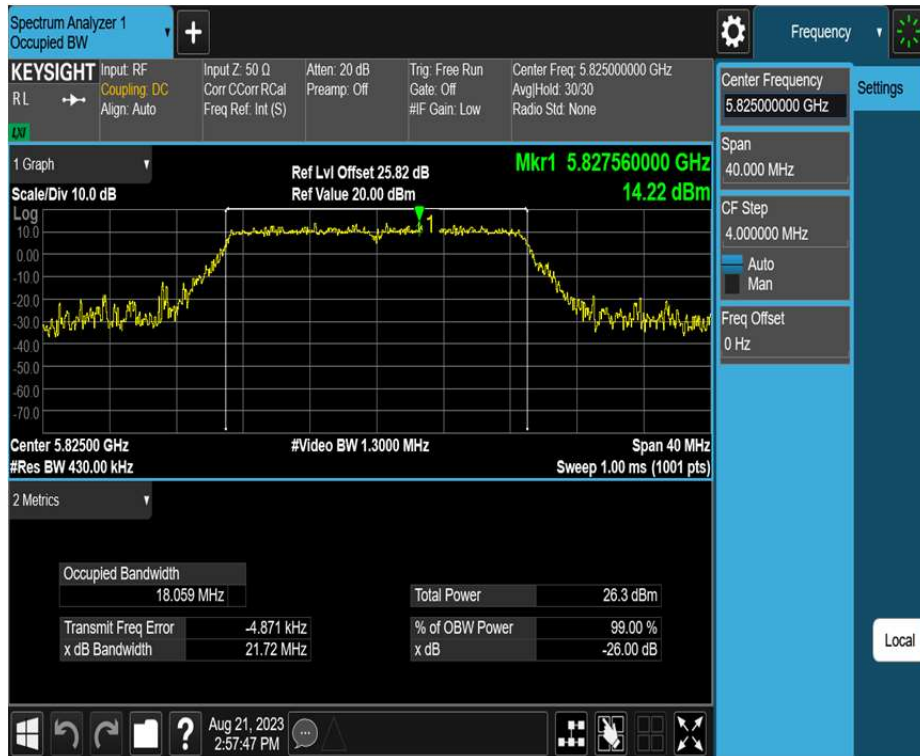 Spectrum Analyzer 1
Occupied BW
+
Frequency
KEYSIGHT
RL
LXI
Input: RF
Coupling: DC
Align: Auto
Input Z: 50 Ω
Corr CCorr RCal
Freq Ref: Int (S)
Atten: 20 dB
Preamp: Off
Trig: Free Run
Gate: Off
#IF Gain: Low
Center Freq: 5.825000000 GHz
Avg|Hold: 30/30
Radio Std: None
Center Frequency
5.825000000 GHz
Settings
Span
40.000 MHz
CF Step
4.000000 MHz
Auto
Man
Freq Offset
0 Hz
Local
1 Graph
Scale/Div 10.0 dB
Ref Lvl Offset 25.82 dB
Ref Value 20.00 dBm
Mkr1 5.827560000 GHz
14.22 dBm
Log
10.0
0.00
-10.0
-20.0
-30.0
-40.0
-50.0
-60.0
-70.0
1
Center 5.82500 GHz
#Video BW 1.3000 MHz
Span 40 MHz
#Res BW 430.00 kHz
Sweep 1.00 ms (1001 pts)
2 Metrics
Occupied Bandwidth
18.059 MHz
Total Power 26.3 dBm
Transmit Freq Error -4.871 kHz
% of OBW Power 99.00 %
x dB Bandwidth 21.72 MHz
x dB -26.00 dB
?
Aug 21, 2023
2:57:47 PM